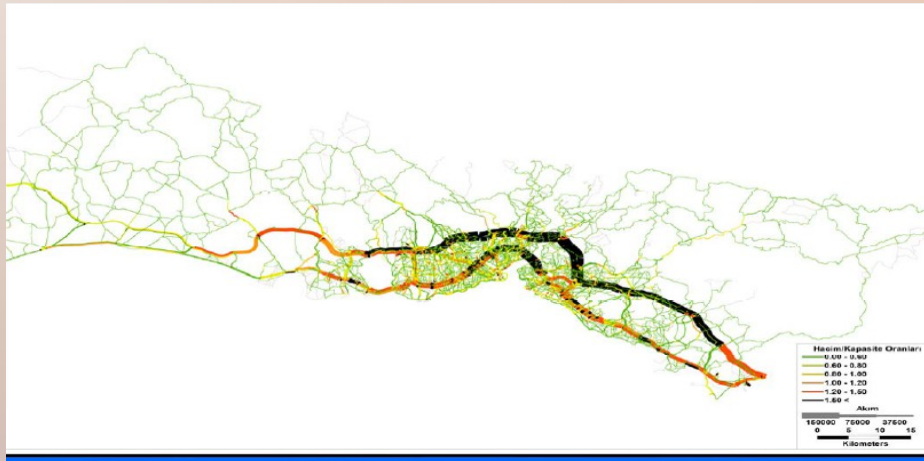 Hacim/Kapasite Oranları
0.00 - 0.60
0.60 - 0.80
0.80 - 1.00
1.00 - 1.20
1.20 - 1.50
1.50 <
Akım
150000 75000 37500
0 5 10 15
Kilometers